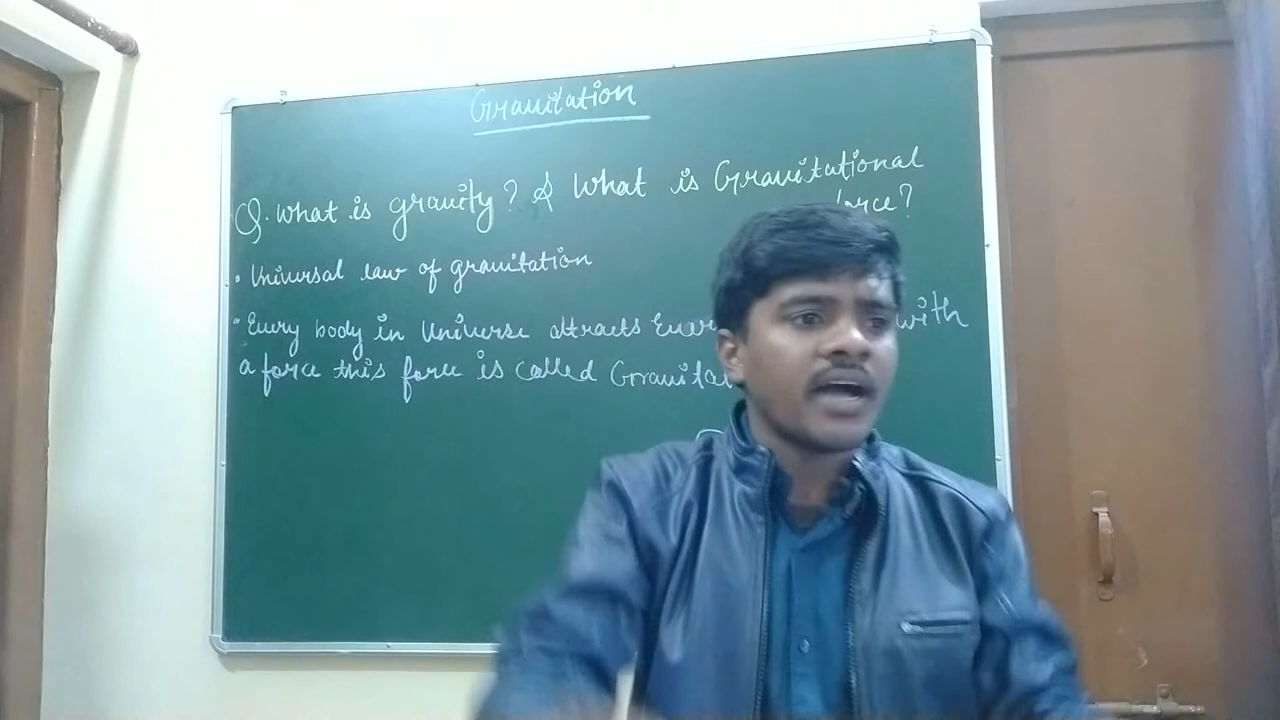 Gravitation
Q. What is gravity? & What is Gravitational
force?
• Universal law of gravitation
• Every body in Universe attracts with
a force this force is called